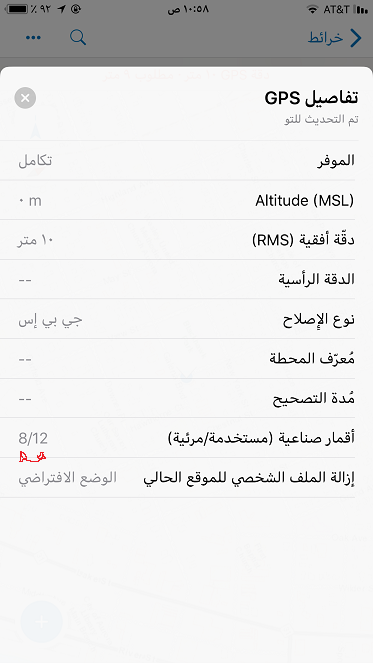 AT&T ١٠:٥٨ ص ٩٢ ٪
خرائط
تفاصيل GPS
تم التحديث للتو
الموفر تكامل
Altitude (MSL) ٠ m
دقّة أفقية (RMS) ١٠ متر
الدقة الرأسية --
نوع الإصلاح جي بي إس
مُعرّف المحطة --
مُدة التصحيح --
أقمار صناعية (مستخدمة/مرئية) 8/12
إزالة الملف الشخصي للموقع الحالي الوضع الافتراضي